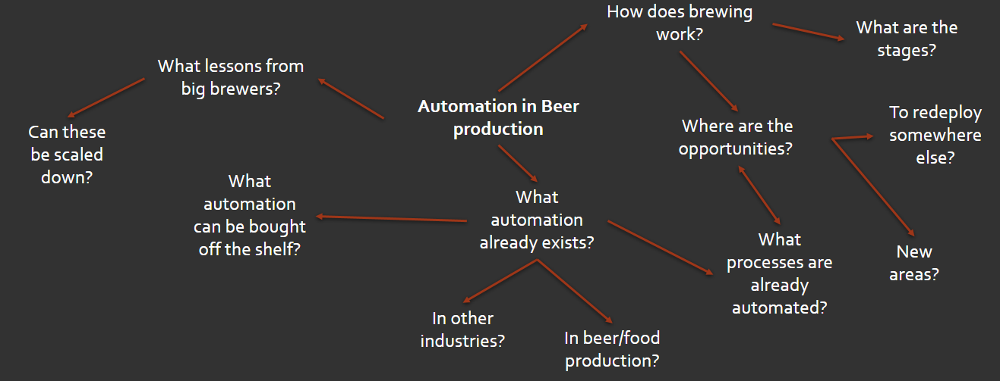 How does brewing
work?
What are the
stages?
What lessons from
big brewers?
Automation in Beer
production
Can these
be scaled
down?
Where are the
opportunities?
To redeploy
somewhere
else?
What
automation
can be bought
off the shelf?
What
automation
already exists?
What
processes are
already
automated?
New
areas?
In other
industries?
In beer/food
production?